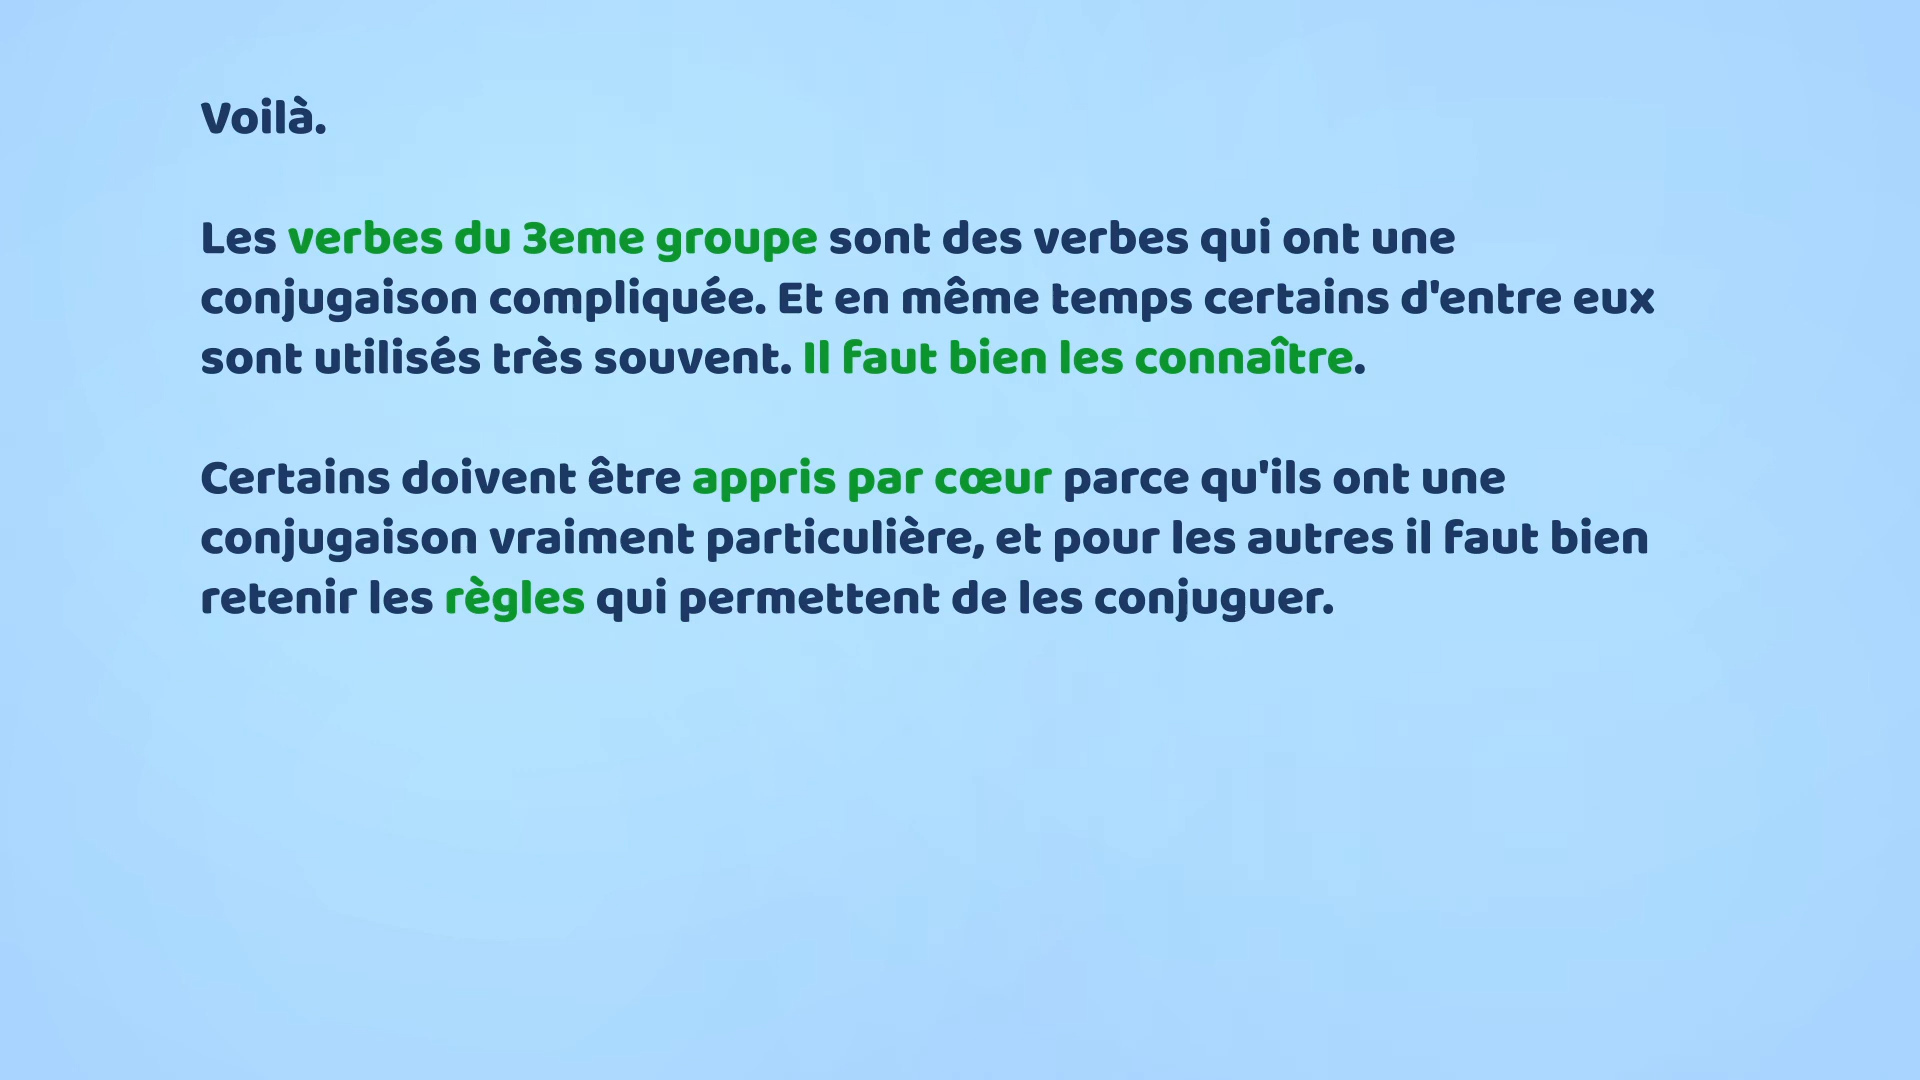 Voilà.
Les verbes du 3eme groupe sont des verbes qui ont une
conjugaison compliquée. Et en même temps certains d'entre eux
sont utilisés très souvent. Il faut bien les connaître.
Certains doivent être appris par cœur parce qu'ils ont une
conjugaison vraiment particulière, et pour les autres il faut bien
retenir les règles qui permettent de les conjuguer.